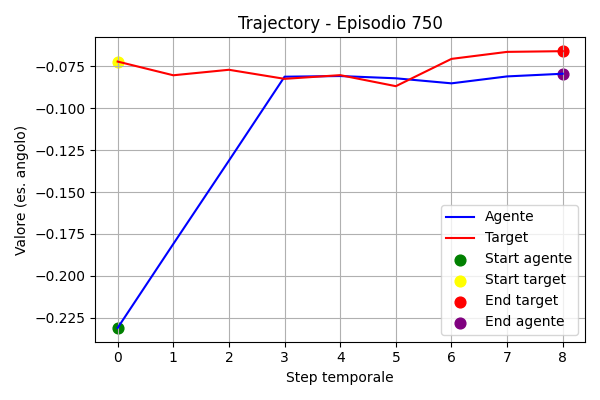 Trajectory - Episodio 750
Valore (es. angolo)
−0.075
−0.100
−0.125
−0.150
−0.175
−0.200
−0.225
Agente
Target
Start agente
Start target
End target
End agente
0 1 2 3 4 5 6 7 8
Step temporale